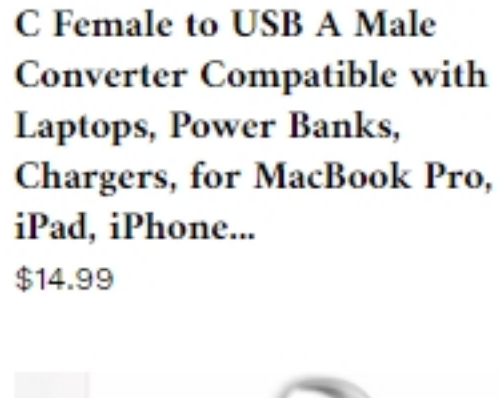 C Female to USB A Male
Converter Compatible with
Laptops, Power Banks,
Chargers, for MacBook Pro,
iPad, iPhone...
$14.99